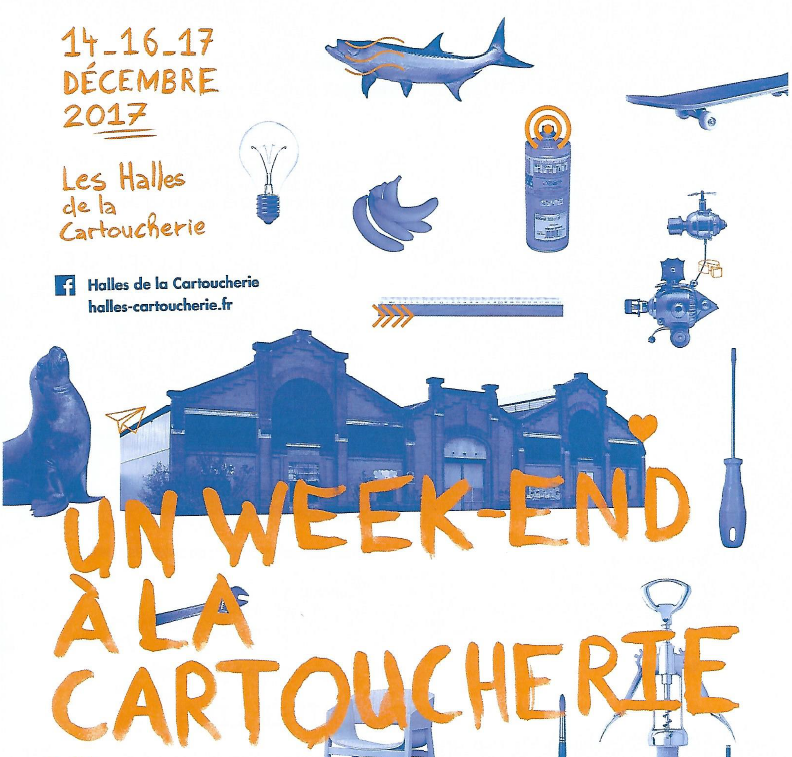 14_16_17
DÉCEMBRE
2017
Les Halles
de la
Cartoucherie
Halles de la Cartoucherie
halles-cartoucherie.fr
UN WEEK-END
À LA
CARTOUCHERIE